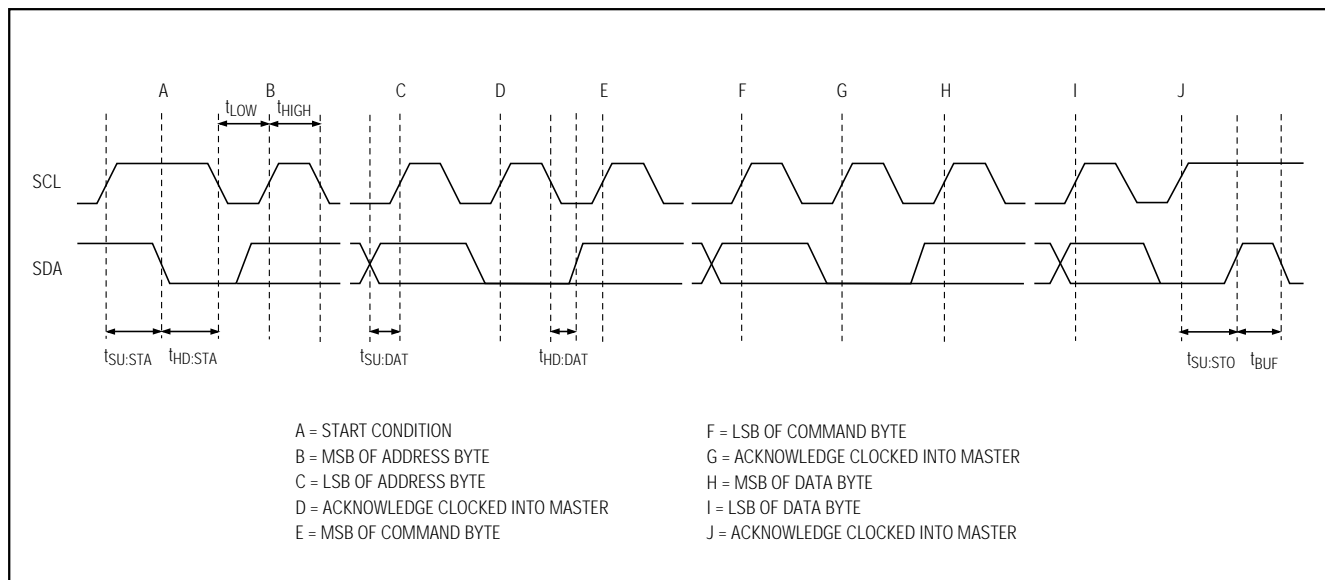 A B C D E F G H I J
tLOW tHIGH
SCL
SDA
tSU:STA tHD:STA tSU:DAT tHD:DAT tSU:STO tBUF
A = START CONDITION
B = MSB OF ADDRESS BYTE
C = LSB OF ADDRESS BYTE
D = ACKNOWLEDGE CLOCKED INTO MASTER
E = MSB OF COMMAND BYTE
F = LSB OF COMMAND BYTE
G = ACKNOWLEDGE CLOCKED INTO MASTER
H = MSB OF DATA BYTE
I = LSB OF DATA BYTE
J = ACKNOWLEDGE CLOCKED INTO MASTER